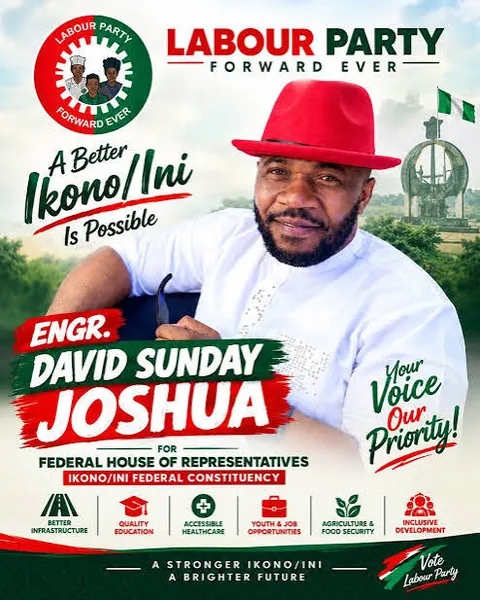 LABOUR PARTY
FORWARD EVER
LABOUR PARTY
FORWARD EVER
A Better
Ikono/Ini
Is Possible
ENGR.
DAVID SUNDAY
JOSHUA
Your
Voice
Our
Priority!
FOR
FEDERAL HOUSE OF REPRESENTATIVES
IKONO/INI FEDERAL CONSTITUENCY
BETTER
INFRASTRUCTURE
QUALITY
EDUCATION
ACCESSIBLE
HEALTHCARE
YOUTH & JOB
OPPORTUNITIES
AGRICULTURE &
FOOD SECURITY
INCLUSIVE
DEVELOPMENT
A STRONGER IKONO/INI
A BRIGHTER FUTURE
Vote
Labour Party